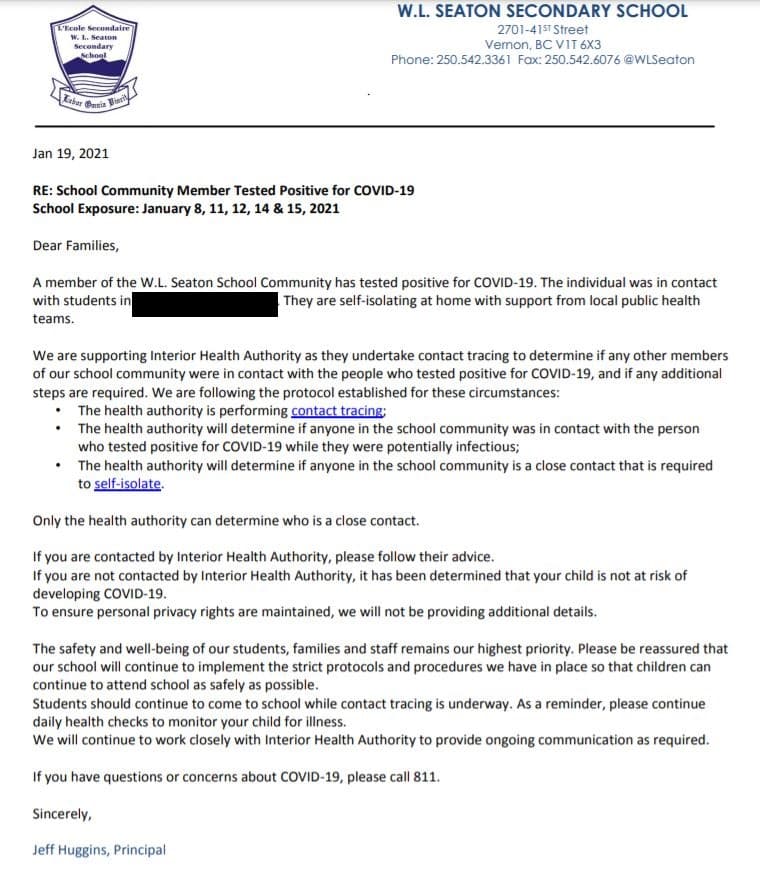 L'Ecole Secondaire
W. L. Seaton
Secondary
School
Labor Omnia Vincit
W.L. SEATON SECONDARY SCHOOL
2701-41ST Street
Vernon, BC V1T 6X3
Phone: 250.542.3361 Fax: 250.542.6076 @WLSeaton
Jan 19, 2021
RE: School Community Member Tested Positive for COVID-19
School Exposure: January 8, 11, 12, 14 & 15, 2021
Dear Families,
A member of the W.L. Seaton School Community has tested positive for COVID-19. The individual was in contact
with students in . They are self-isolating at home with support from local public health
teams.
We are supporting Interior Health Authority as they undertake contact tracing to determine if any other members
of our school community were in contact with the people who tested positive for COVID-19, and if any additional
steps are required. We are following the protocol established for these circumstances:
• The health authority is performing contact tracing;
• The health authority will determine if anyone in the school community was in contact with the person
who tested positive for COVID-19 while they were potentially infectious;
• The health authority will determine if anyone in the school community is a close contact that is required
to self-isolate.
Only the health authority can determine who is a close contact.
If you are contacted by Interior Health Authority, please follow their advice.
If you are not contacted by Interior Health Authority, it has been determined that your child is not at risk of
developing COVID-19.
To ensure personal privacy rights are maintained, we will not be providing additional details.
The safety and well-being of our students, families and staff remains our highest priority. Please be reassured that
our school will continue to implement the strict protocols and procedures we have in place so that children can
continue to attend school as safely as possible.
Students should continue to come to school while contact tracing is underway. As a reminder, please continue
daily health checks to monitor your child for illness.
We will continue to work closely with Interior Health Authority to provide ongoing communication as required.
If you have questions or concerns about COVID-19, please call 811.
Sincerely,
Jeff Huggins, Principal